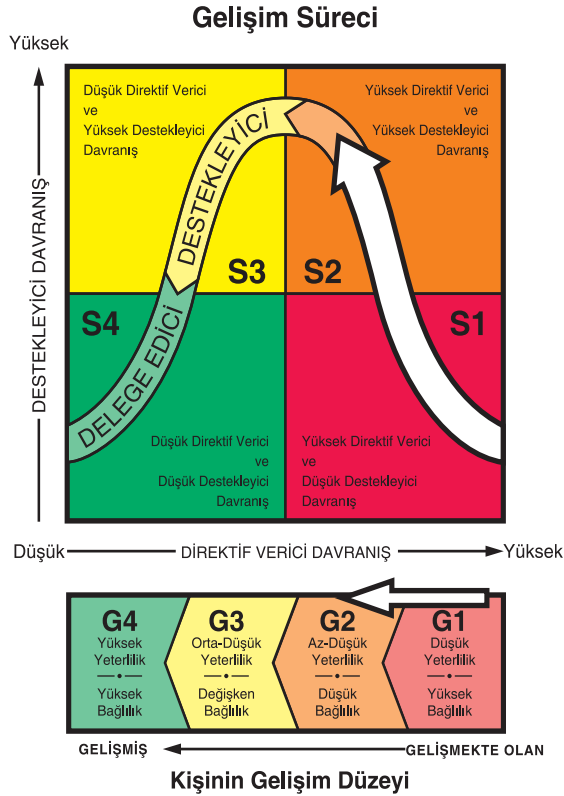 Gelişim Süreci
Yüksek
DESTEKLEYİCİ DAVRANIŞ
Düşük Direktif Verici
ve
Yüksek Destekleyici
Davranış
Yüksek Direktif Verici
ve
Yüksek Destekleyici
Davranış
DESTEKLEYİCİ
S3
S2
S4
S1
DELEGE EDİCİ
Düşük Direktif Verici
ve
Düşük Destekleyici
Davranış
Yüksek Direktif Verici
ve
Düşük Destekleyici
Davranış
Düşük
DİREKTİF VERİCİ DAVRANIŞ
Yüksek
G4
Yüksek
Yeterlilik
Yüksek
Bağlılık
G3
Orta-Düşük
Yeterlilik
Değişken
Bağlılık
G2
Az-Düşük
Yeterlilik
Düşük
Bağlılık
G1
Düşük
Yeterlilik
Yüksek
Bağlılık
GELİŞMİŞ
GELİŞMEKTE OLAN
Kişinin Gelişim Düzeyi